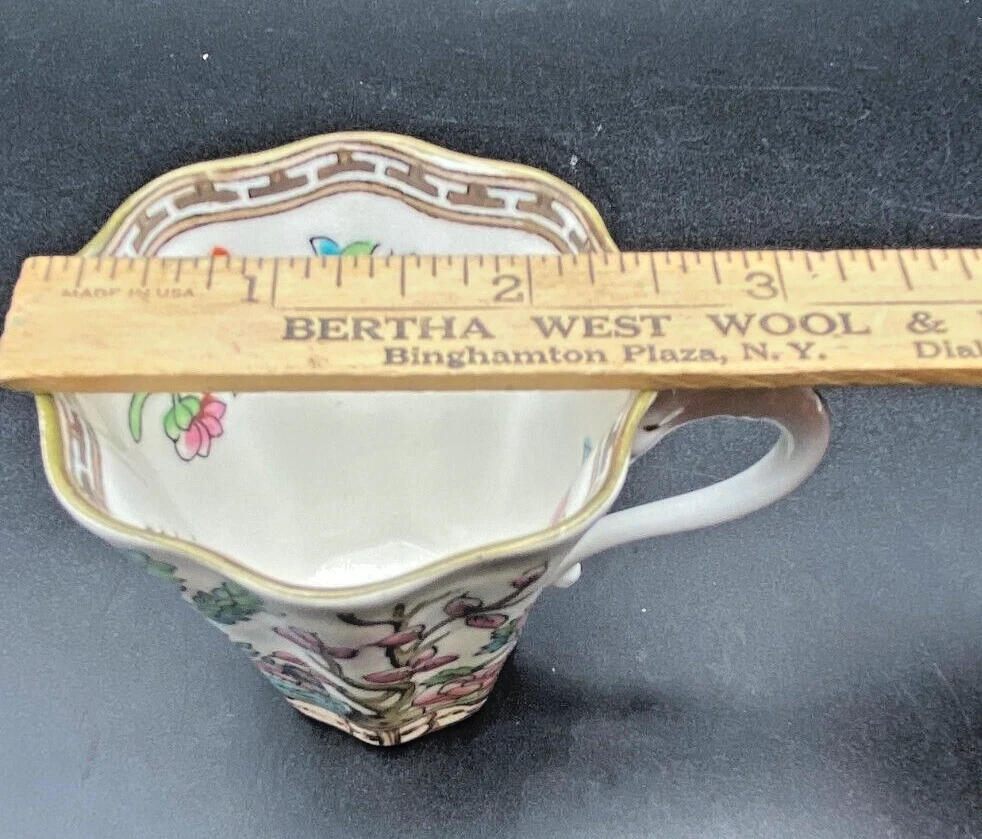 1 2 3
MADE IN USA
BERTHA WEST WOOL &
Binghamton Plaza, N. Y. Dial